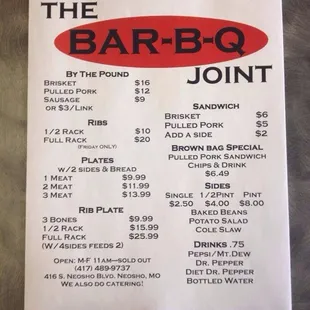 THE
BAR-B-Q
JOINT
BY THE POUND
BRISKET $16
PULLED PORK $12
SAUSAGE $9
OR $3/LINK
RIBS
1/2 RACK $10
FULL RACK $20
(FRIDAY ONLY)
PLATES
W/2 SIDES & BREAD
1 MEAT $9.99
2 MEAT $11.99
3 MEAT $13.99
RIB PLATE
3 BONES $9.99
1/2 RACK $15.99
FULL RACK $25.99
(W/4SIDES FEEDS 2)
OPEN: M-F 11AM—SOLD OUT
(417) 489-9737
416 S. NEOSHO BLVD. NEOSHO, MO
WE ALSO DO CATERING!
SANDWICH
BRISKET $6
PULLED PORK $5
ADD A SIDE $2
BROWN BAG SPECIAL
PULLED PORK SANDWICH
CHIPS & DRINK
$6.49
SIDES
SINGLE 1/2PINT PINT
$2.50 $4.00 $8.00
BAKED BEANS
POTATO SALAD
COLE SLAW
DRINKS .75
PEPSI/MT.DEW
DR. PEPPER
DIET DR. PEPPER
BOTTLED WATER